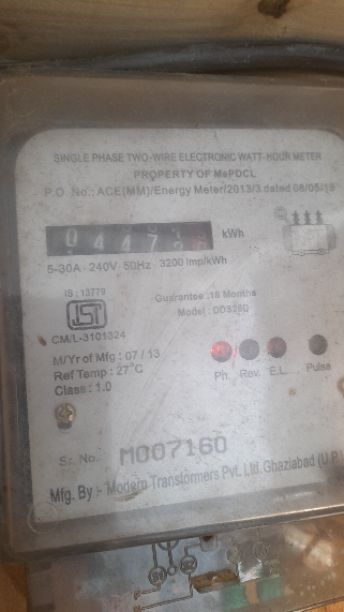 SINGLE PHASE TWO-WIRE ELECTRONIC WATT-HOUR METER
PROPERTY OF MePDCL
P.O. No.: ACE(MM)/Energy Meter/2013/3 dated
0447 kWh
5-30A - 240V 50Hz 3200 Imp/kWh
IS : 13779
Guarantee :18 Months
Model :
CM/L-3101324
M/Yr of Mfg : 07 / 13
Ref Temp : 27°C
Class : 1.0
Ph. Rev. E.L. Pulse
Sr. No.: M007160
Mfg. By :- Modern Transformers Pvt. Ltd. Ghaziabad (U.P.)